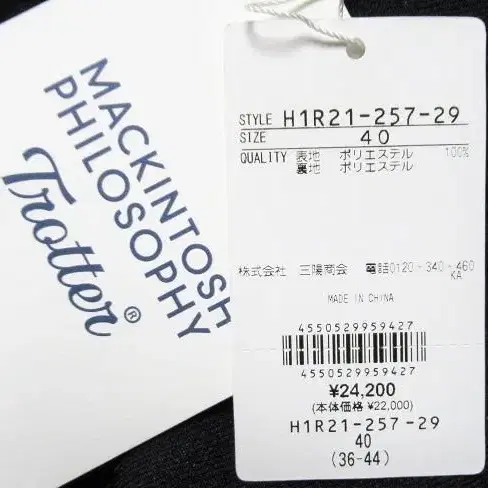 MACKINTOSH
PHILOSOPHY
Trotter®
STYLE H1R21-257-29
SIZE 40
QUALITY 表地 ポリエステル 100%
裏地 ポリエステル
株式会社 三陽商会 電話0120-340-460
KA
MADE IN CHINA
4550529959427
4550529959427
¥24,200
(本体価格 ¥22,000)
H1R21-257-29
40
(36-44)